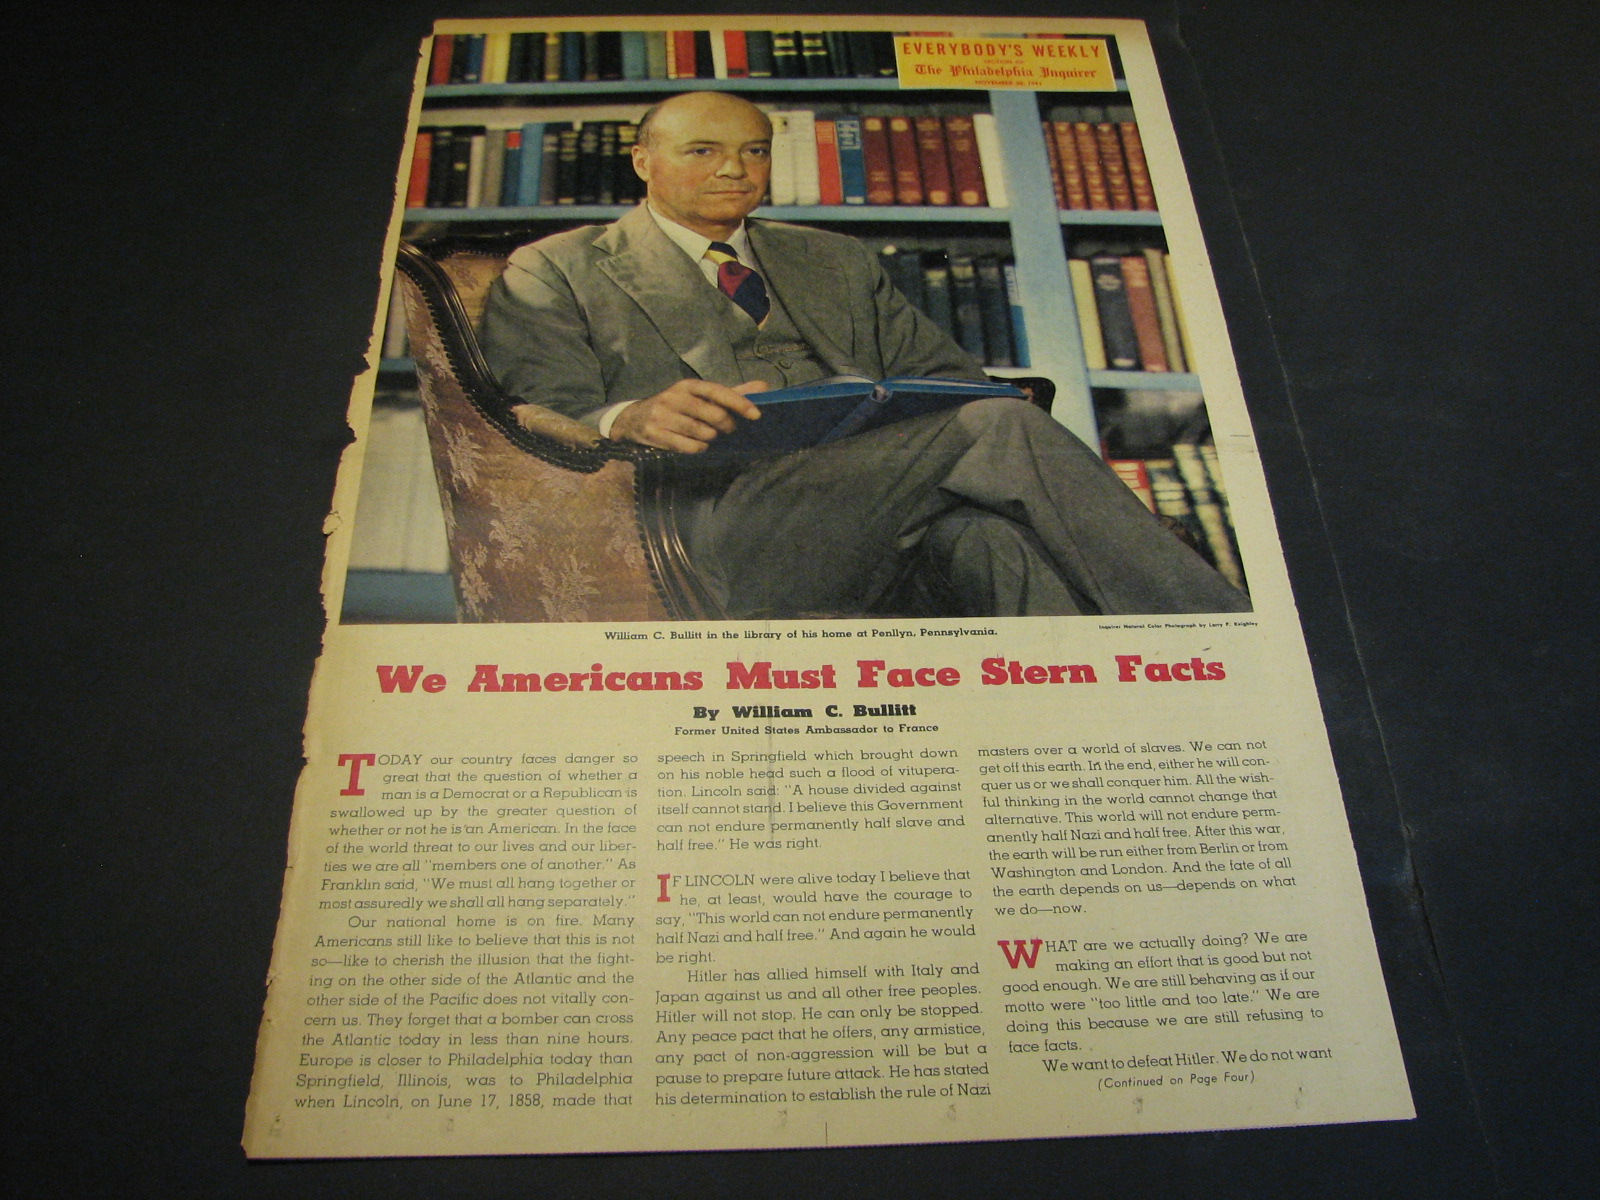 EVERYBODY'S WEEKLY
SECTION OF
The Philadelphia Inquirer
NOVEMBER 30, 1941
William C. Bullitt in the library of his home at Penllyn, Pennsylvania.
Inquirer Natural Color Photograph by Larry F. Keighley
We Americans Must Face Stern Facts
By William C. Bullitt
Former United States Ambassador to France
TODAY our country faces danger so
great that the question of whether a
man is a Democrat or a Republican is
swallowed up by the greater question of
whether or not he is an American. In the face
of the world threat to our lives and our liber-
ties we are all "members one of another." As
Franklin said, "We must all hang together or
most assuredly we shall all hang separately."
Our national home is on fire. Many
Americans still like to believe that this is not
so—like to cherish the illusion that the fight-
ing on the other side of the Atlantic and the
other side of the Pacific does not vitally con-
cern us. They forget that a bomber can cross
the Atlantic today in less than nine hours.
Europe is closer to Philadelphia today than
Springfield, Illinois, was to Philadelphia
when Lincoln, on June 17, 1858, made that
speech in Springfield which brought down
on his noble head such a flood of vitupera-
tion. Lincoln said: "A house divided against
itself cannot stand. I believe this Government
can not endure permanently half slave and
half free." He was right.
IF LINCOLN were alive today I believe that
he, at least, would have the courage to
say, "This world can not endure permanently
half Nazi and half free." And again he would
be right.
Hitler has allied himself with Italy and
Japan against us and all other free peoples.
Hitler will not stop. He can only be stopped.
Any peace pact that he offers, any armistice,
any pact of non-aggression will be but a
pause to prepare future attack. He has stated
his determination to establish the rule of Nazi
masters over a world of slaves. We can not
get off this earth. In the end, either he will con-
quer us or we shall conquer him. All the wish-
ful thinking in the world cannot change that
alternative. This world will not endure perm-
anently half Nazi and half free. After this war,
the earth will be run either from Berlin or from
Washington and London. And the fate of all
the earth depends on us—depends on what
we do—now.
WHAT are we actually doing? We are
making an effort that is good but not
good enough. We are still behaving as if our
motto were "too little and too late." We are
doing this because we are still refusing to
face facts.
We want to defeat Hitler. We do not want
(Continued on Page Four)